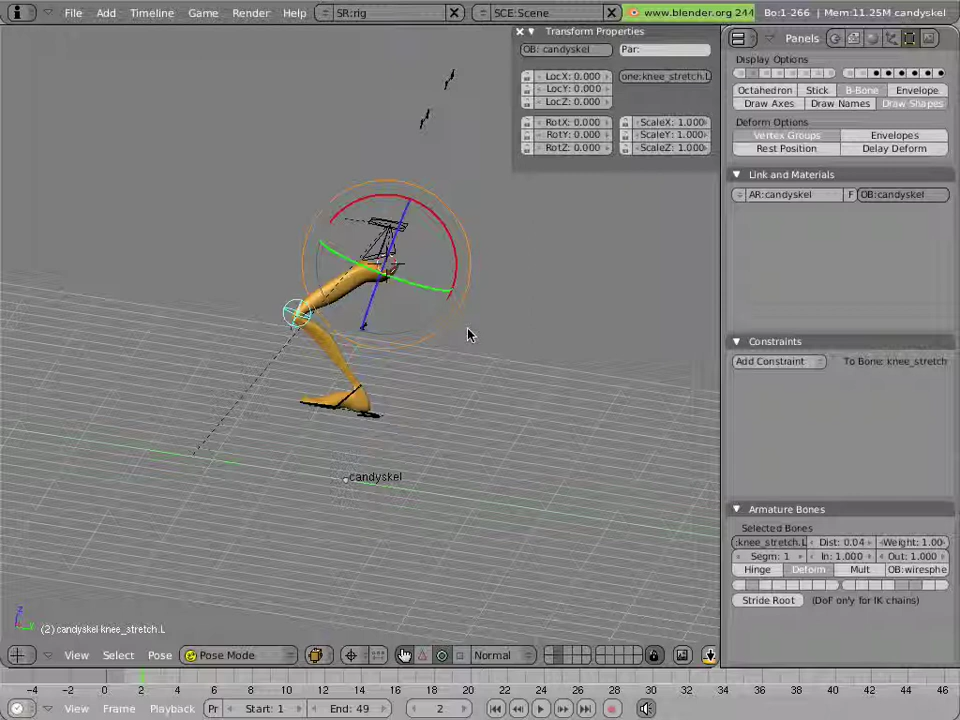 File Add Timeline Game Render Help SR:rig SCE:Scene www.blender.org 244 Bo:1-266 | Mem:11.25M candyskel
Transform Properties
OB: candyskel Par:
LocX: 0.000 one:knee_stretch.L
LocY: 0.000
LocZ: 0.000
RotX: 0.000 ScaleX: 1.000
RotY: 0.000 ScaleY: 1.000
RotZ: 0.000 ScaleZ: 1.000
Panels
Display Options
Octahedron Stick B-Bone Envelope
Draw Axes Draw Names Draw Shapes
Deform Options
Vertex Groups Envelopes
Rest Position Delay Deform
Link and Materials
AR:candyskel F OB:candyskel
Constraints
Add Constraint To Bone: knee_stretch
Armature Bones
Selected Bones
:knee_stretch.L Dist: 0.04 Weight: 1.00
Segm: 1 In: 1.000 Out: 1.000
Hinge Deform Mult OB:wiresphe
Stride Root (DoF only for IK chains)
candyskel
(2) candyskel knee_stretch.L
View Select Pose Pose Mode Normal
-4 -2 0 2 4 6 8 10 12 14 16 18 20 22 24 26 28 30 32 34 36 38 40 42 44 46
View Frame Playback Pr Start: 1 End: 49 2